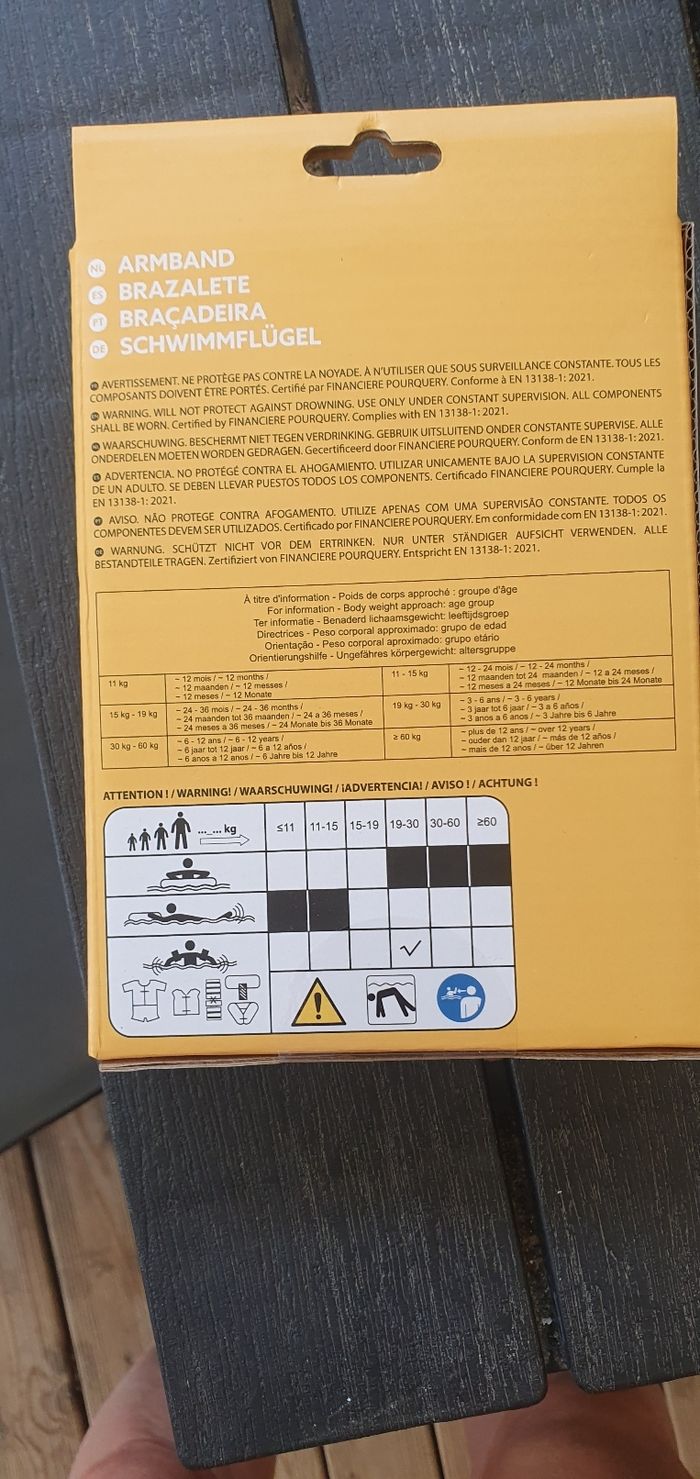 NL ARMBAND
ES BRAZALETE
PT BRAÇADEIRA
DE SCHWIMMFLÜGEL
AVERTISSEMENT. NE PROTÈGE PAS CONTRE LA NOYADE. À N'UTILISER QUE SOUS SURVEILLANCE CONSTANTE. TOUS LES
COMPOSANTS DOIVENT ÊTRE PORTÉS. Certifié par FINANCIERE POURQUERY. Conforme à EN 13138-1: 2021.
WARNING. WILL NOT PROTECT AGAINST DROWNING. USE ONLY UNDER CONSTANT SUPERVISION. ALL COMPONENTS
SHALL BE WORN. Certified by FINANCIERE POURQUERY. Complies with EN 13138-1: 2021.
WAARSCHUWING. BESCHERMT NIET TEGEN VERDRINKING. GEBRUIK UITSLUITEND ONDER CONSTANTE SUPERVISE. ALLE
ONDERDELEN MOETEN WORDEN GEDRAGEN. Gecertificeerd door FINANCIERE POURQUERY. Conform de EN 13138-1: 2021.
ADVERTENCIA. NO PROTEGÉ CONTRA EL AHOGAMIENTO. UTILIZAR UNICAMENTE BAJO LA SUPERVISION CONSTANTE
DE UN ADULTO. SE DEBEN LLEVAR PUESTOS TODOS LOS COMPONENTS. Certificado FINANCIERE POURQUERY. Cumple la
EN 13138-1: 2021.
AVISO. NÃO PROTEGE CONTRA AFOGAMENTO. UTILIZE APENAS COM UMA SUPERVISÃO CONSTANTE. TODOS OS
COMPONENTES DEVEM SER UTILIZADOS. Certificado por FINANCIERE POURQUERY. Em conformidade com EN 13138-1: 2021.
WARNUNG. SCHÜTZT NICHT VOR DEM ERTRINKEN. NUR UNTER STÄNDIGER AUFSICHT VERWENDEN. ALLE
BESTANDTEILE TRAGEN. Zertifiziert von FINANCIERE POURQUERY. Entspricht EN 13138-1: 2021.
À titre d'information - Poids de corps approché : groupe d'âge
For information - Body weight approach: age group
Ter informatie - Benaderd lichaamsgewicht: leeftijdsgroep
Directrices - Peso corporal aproximado: grupo de edad
Orientação - Peso corporal aproximado: grupo etário
Orientierungshilfe - Ungefähres körpergewicht: altersgruppe
11 kg
~ 12 mois / ~ 12 months /
~ 12 maanden / ~ 12 messes /
~ 12 meses / ~ 12 Monate
11 - 15 kg
~ 12 - 24 mois / ~ 12 - 24 months /
~ 12 maanden tot 24 maanden / ~ 12 a 24 meses /
~ 12 meses a 24 meses / ~ 12 Monate bis 24 Monate
15 kg - 19 kg
~ 24 - 36 mois / ~ 24 - 36 months /
~ 24 maanden tot 36 maanden / ~ 24 a 36 meses /
~ 24 meses a 36 meses / ~ 24 Monate bis 36 Monate
19 kg - 30 kg
~ 3 - 6 ans / ~ 3 - 6 years /
~ 3 jaar tot 6 jaar / ~ 3 a 6 años /
~ 3 anos a 6 anos / ~ 3 Jahre bis 6 Jahre
30 kg - 60 kg
~ 6 - 12 ans / ~ 6 - 12 years /
~ 6 jaar tot 12 jaar / ~ 6 a 12 años /
~ 6 anos a 12 anos / ~ 6 Jahre bis 12 Jahre
≥ 60 kg
~ plus de 12 ans / ~ over 12 years /
~ ouder dan 12 jaar / ~ más de 12 años /
~ mais de 12 anos / ~ über 12 Jahren
ATTENTION ! / WARNING! / WAARSCHUWING! / ¡ADVERTENCIA! / AVISO ! / ACHTUNG !
...-... kg ≤11 11-15 15-19 19-30 30-60 ≥60